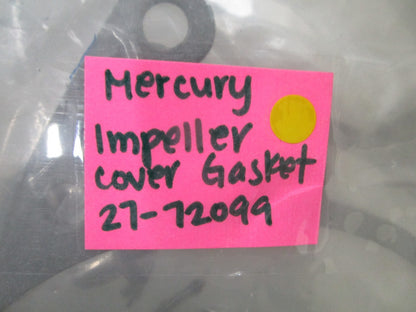 Mercury
Impeller
cover Gasket
27-72099